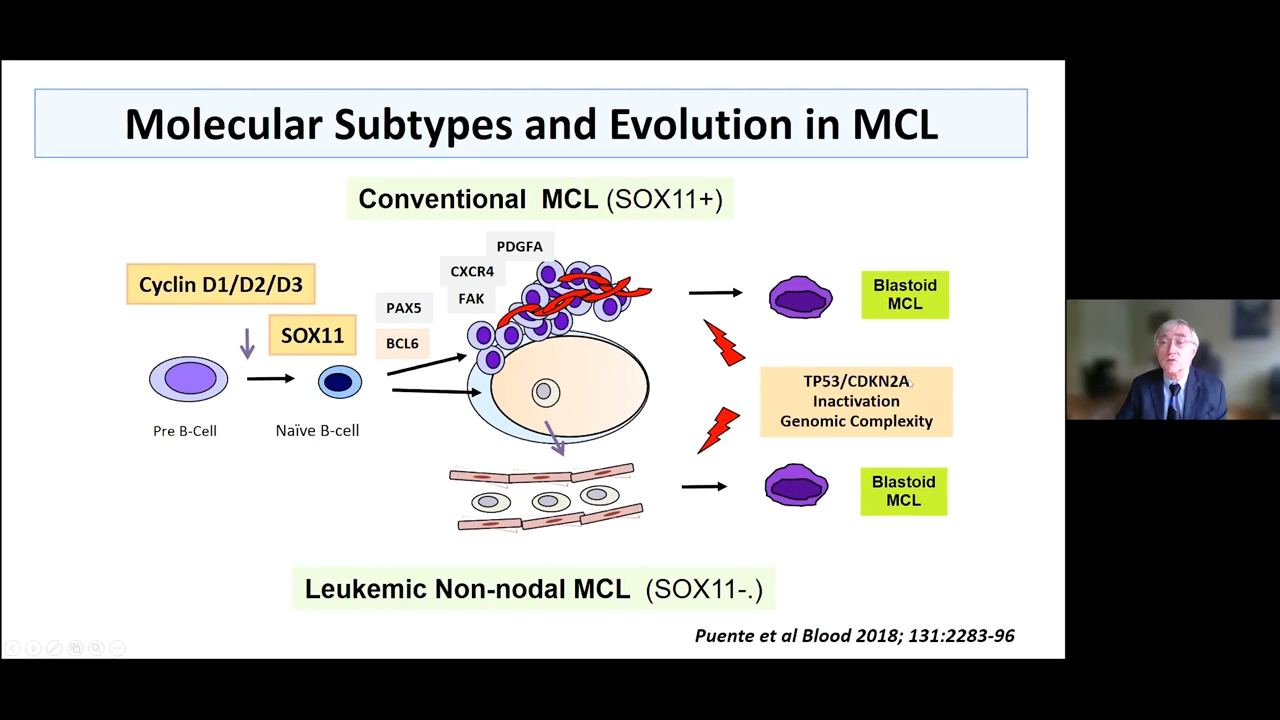 Molecular Subtypes and Evolution in MCL
Conventional MCL (SOX11+)
PDGFA
CXCR4
FAK
PAX5
BCL6
Cyclin D1/D2/D3
SOX11
Pre B-Cell
Naïve B-cell
Blastoid
MCL
TP53/CDKN2A
Inactivation
Genomic Complexity
Blastoid
MCL
Leukemic Non-nodal MCL (SOX11-.)
Puente et al Blood 2018; 131:2283-96